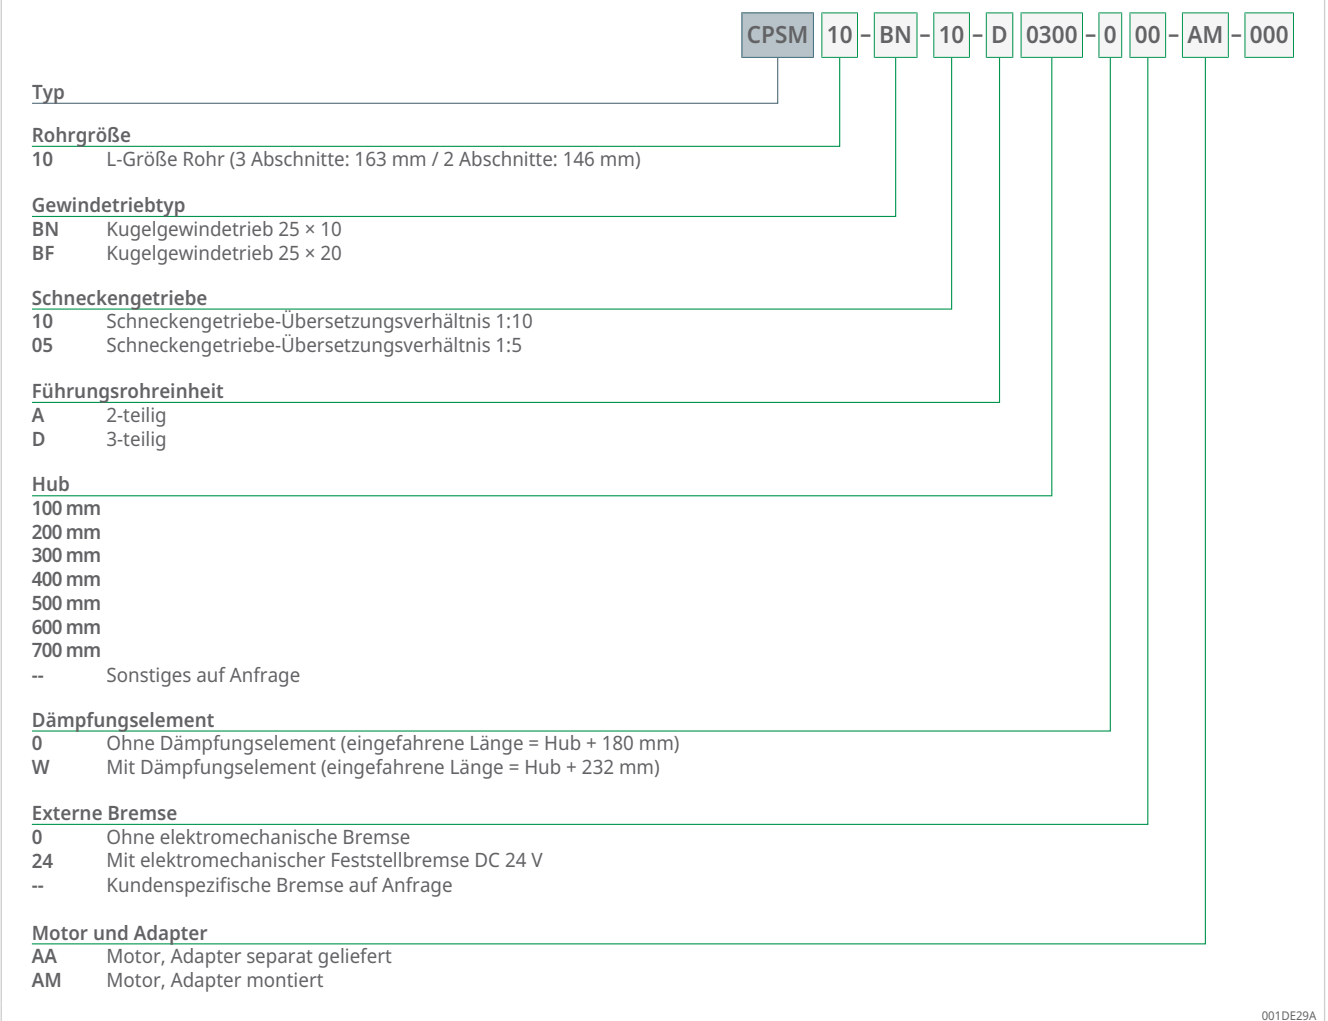 CPSM 10 – BN – 10 – D 0300 – 0 00 – AM – 000
Typ
Rohrgröße
10 L-Größe Rohr (3 Abschnitte: 163 mm / 2 Abschnitte: 146 mm)
Gewindetriebtyp
BN Kugelgewindetrieb 25 × 10
BF Kugelgewindetrieb 25 × 20
Schneckengetriebe
10 Schneckengetriebe-Übersetzungsverhältnis 1:10
05 Schneckengetriebe-Übersetzungsverhältnis 1:5
Führungsrohreinheit
A 2-teilig
D 3-teilig
Hub
100 mm
200 mm
300 mm
400 mm
500 mm
600 mm
700 mm
-- Sonstiges auf Anfrage
Dämpfungselement
0 Ohne Dämpfungselement (eingefahrene Länge = Hub + 180 mm)
W Mit Dämpfungselement (eingefahrene Länge = Hub + 232 mm)
Externe Bremse
0 Ohne elektromechanische Bremse
24 Mit elektromechanischer Feststellbremse DC 24 V
-- Kundenspezifische Bremse auf Anfrage
Motor und Adapter
AA Motor, Adapter separat geliefert
AM Motor, Adapter montiert
001DE29A